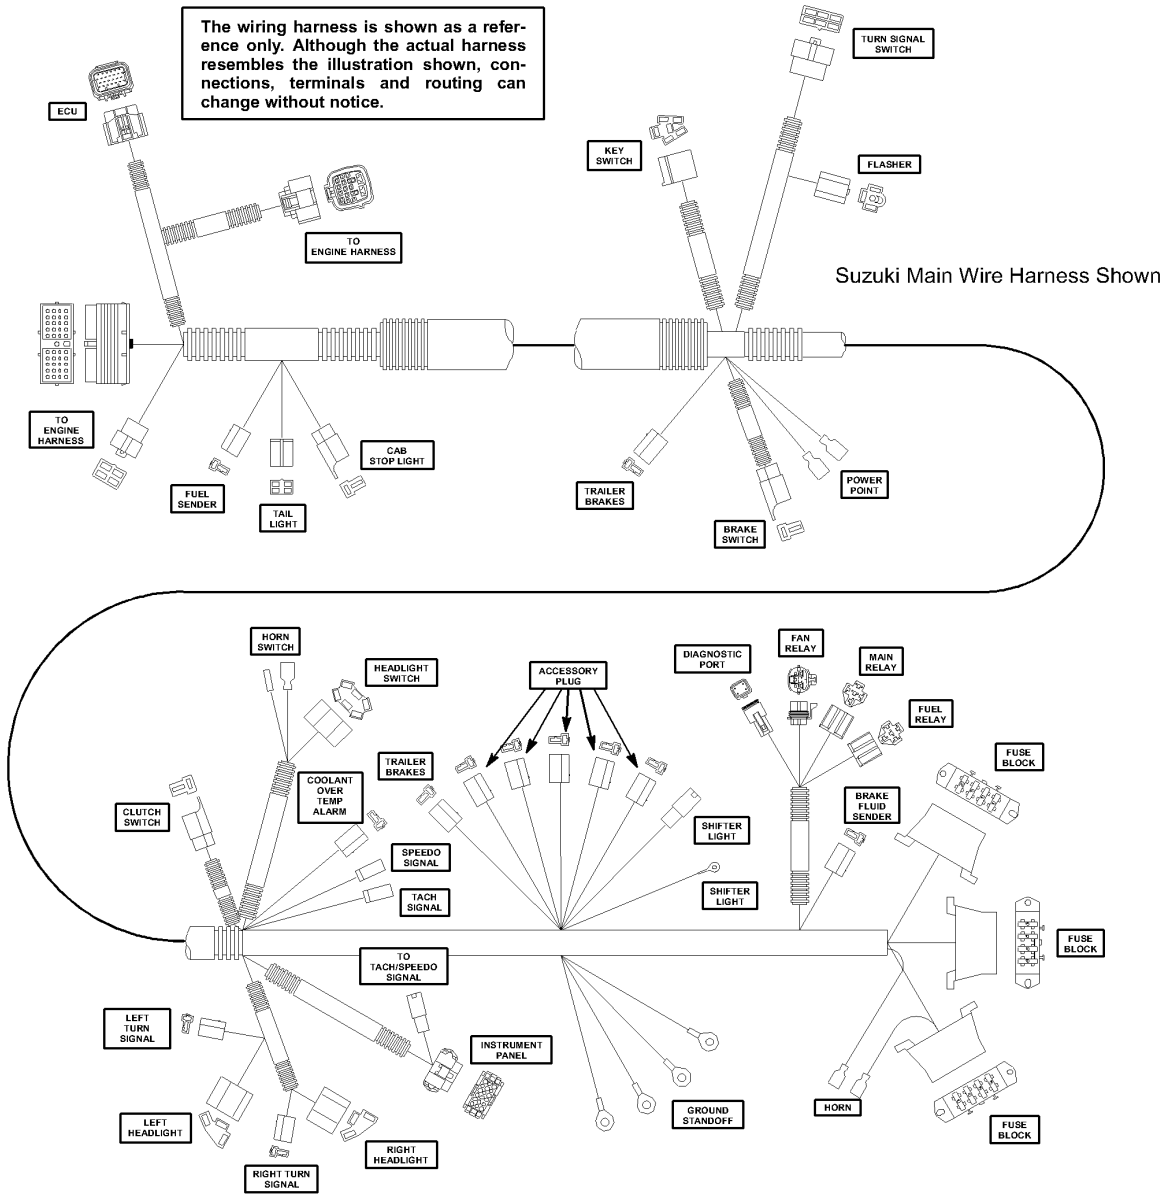 The wiring harness is shown as a refer-
ence only. Although the actual harness
resembles the illustration shown, con-
nections, terminals and routing can
change without notice.
ECU
TO
ENGINE HARNESS
TURN SIGNAL
SWITCH
KEY
SWITCH
FLASHER
Suzuki Main Wire Harness Shown
TO
ENGINE
HARNESS
FUEL
SENDER
TAIL
LIGHT
CAB
STOP LIGHT
TRAILER
BRAKES
BRAKE
SWITCH
POWER
POINT
HORN
SWITCH
HEADLIGHT
SWITCH
ACCESSORY
PLUG
DIAGNOSTIC
PORT
FAN
RELAY
MAIN
RELAY
FUEL
RELAY
FUSE
BLOCK
TRAILER
BRAKES
COOLANT
OVER
TEMP
ALARM
CLUTCH
SWITCH
BRAKE
FLUID
SENDER
SHIFTER
LIGHT
SPEEDO
SIGNAL
TACH
SIGNAL
SHIFTER
LIGHT
FUSE
BLOCK
TO
TACH/SPEEDO
SIGNAL
LEFT
TURN
SIGNAL
INSTRUMENT
PANEL
LEFT
HEADLIGHT
RIGHT
HEADLIGHT
RIGHT TURN
SIGNAL
GROUND
STANDOFF
HORN
FUSE
BLOCK